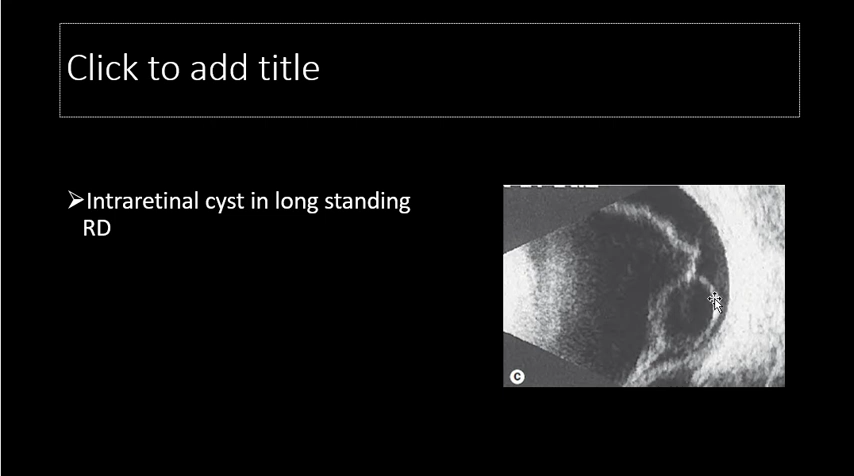 Click to add title
➢Intraretinal cyst in long standing
RD
C